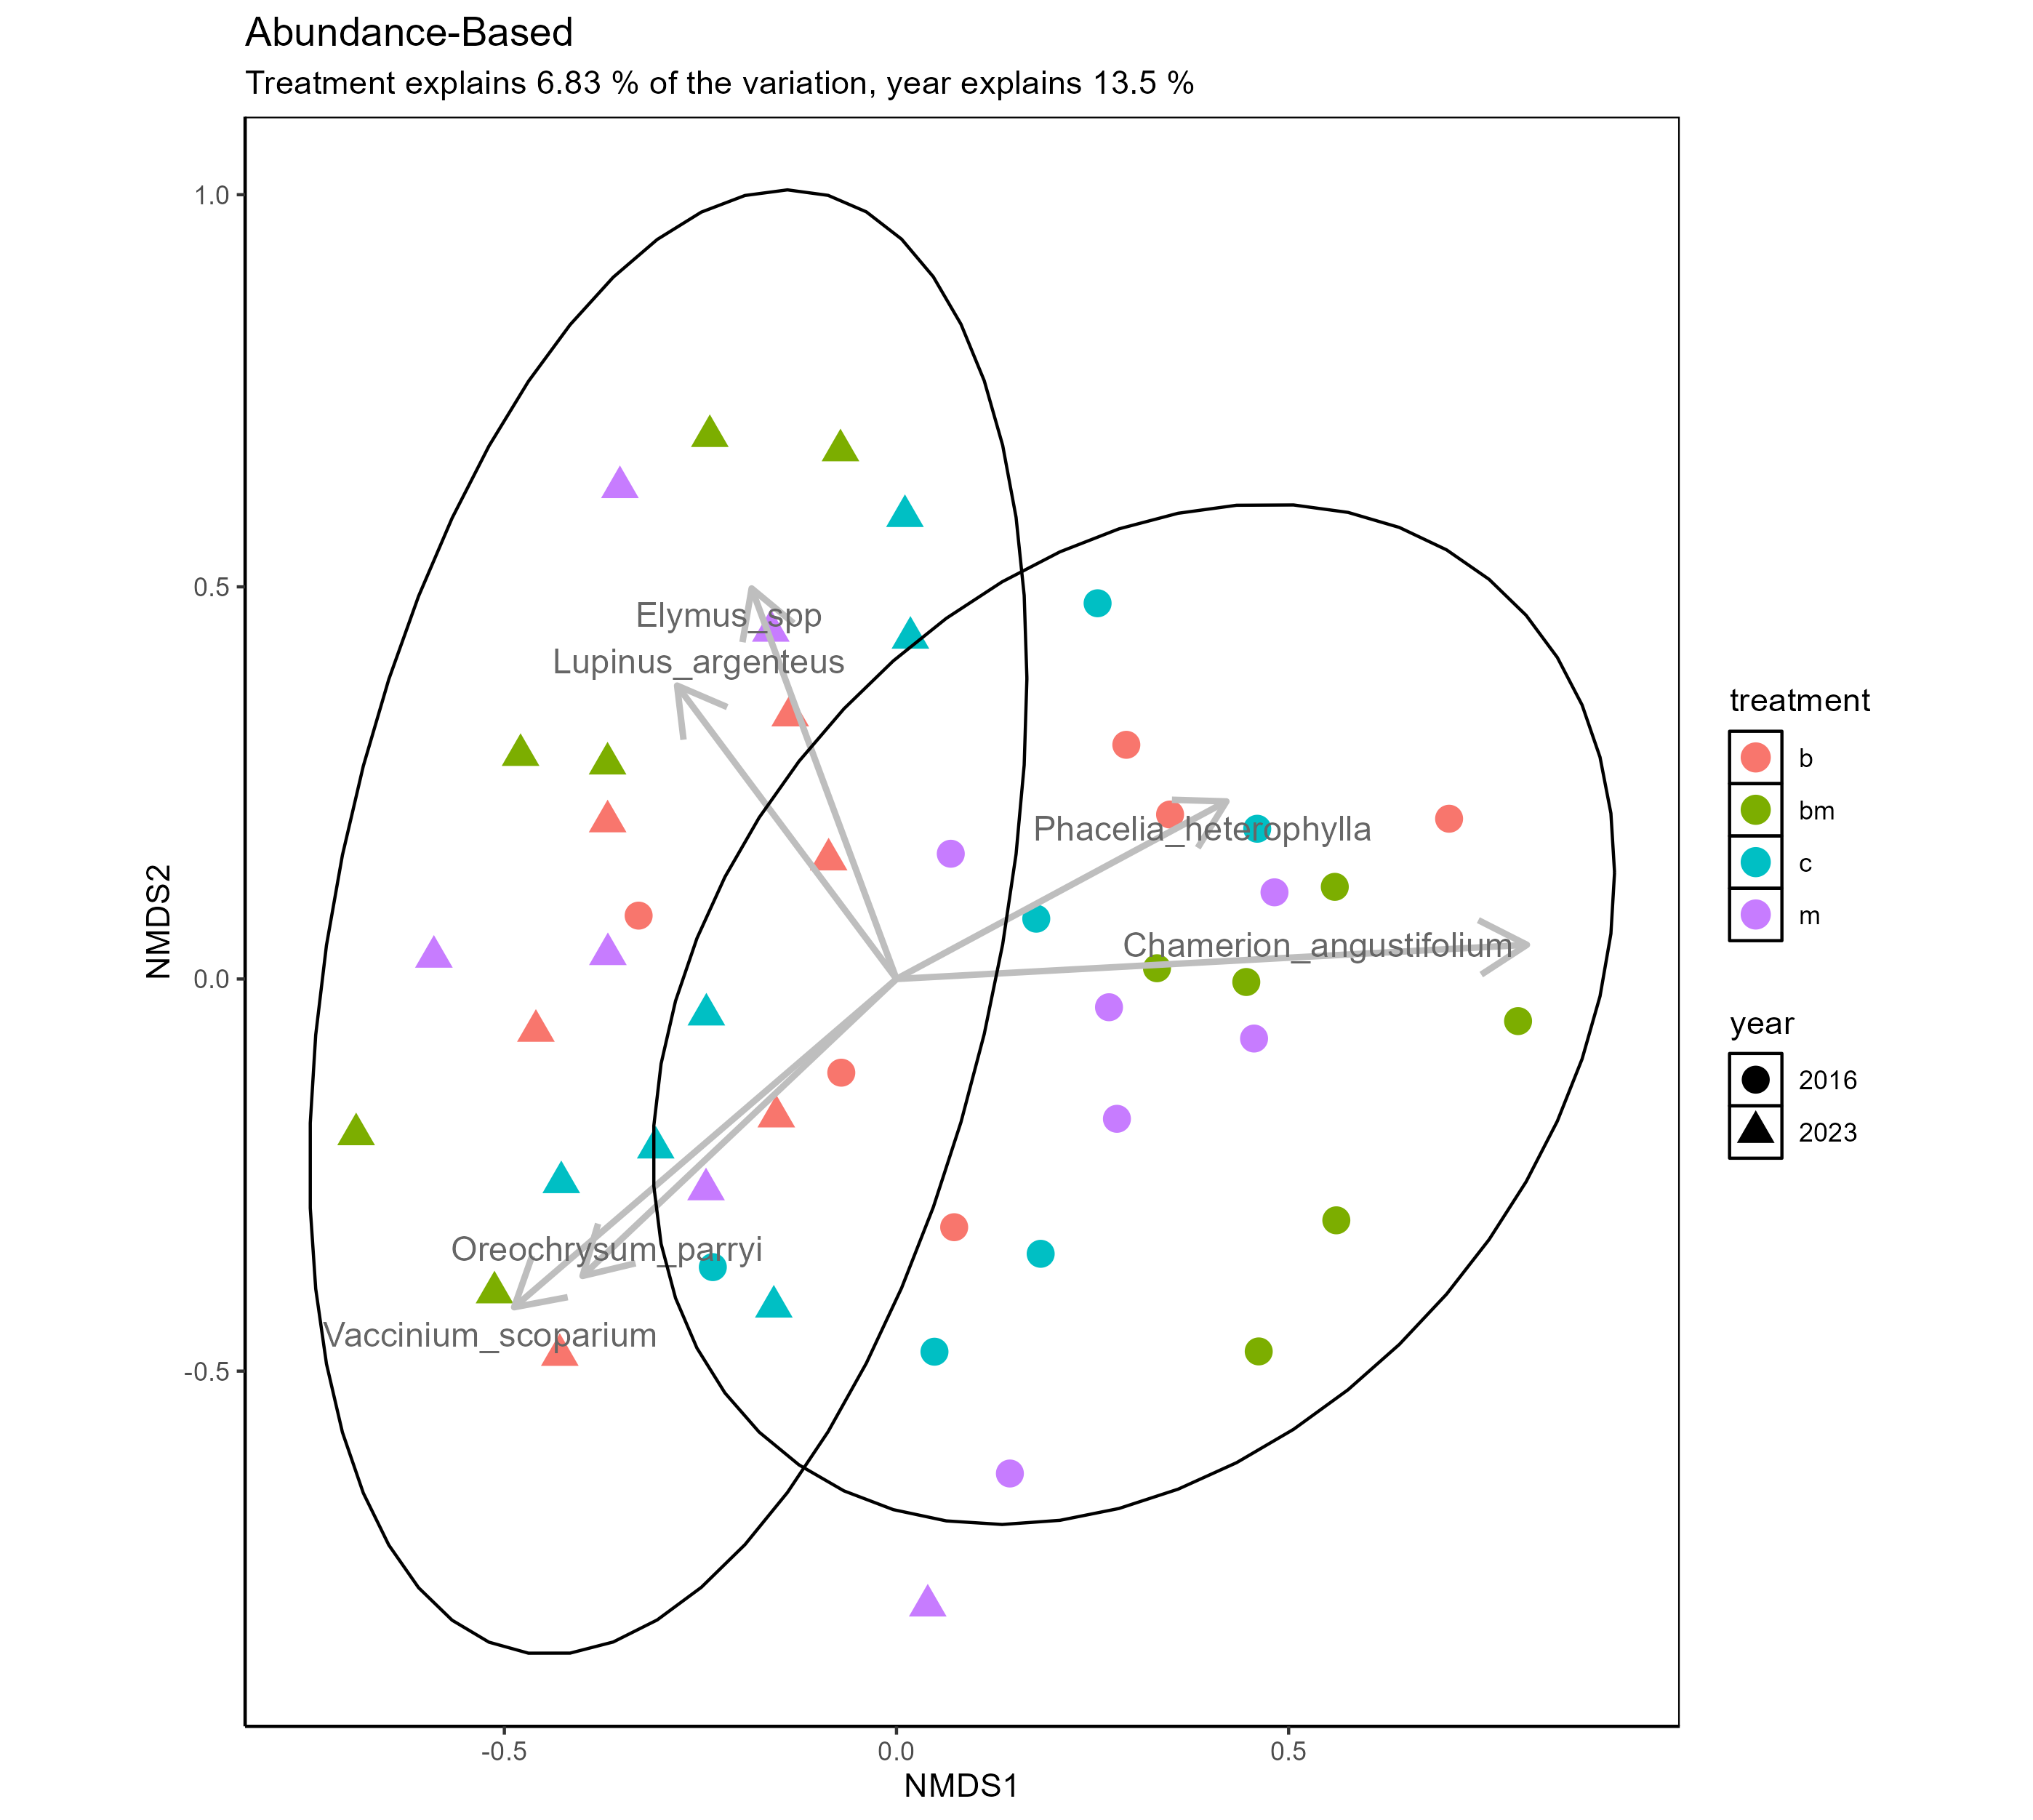 Abundance-Based
Treatment explains 6.83 % of the variation, year explains 13.5 %
1.0
0.5
0.0
-0.5
NMDS2
Elymus_spp
Lupinus_argenteus
Phacelia_heterophylla
Chamerion_angustifolium
Oreochrysum_parryi
Vaccinium_scoparium
-0.5
0.0
0.5
NMDS1
treatment
b
bm
c
m
year
2016
2023